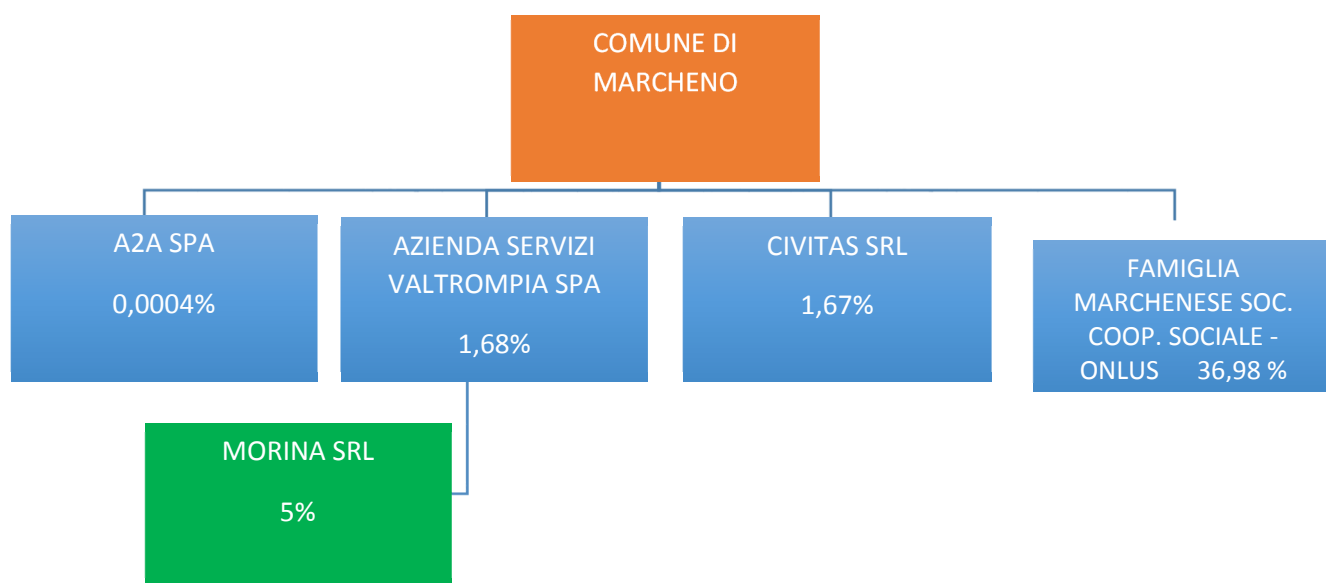 COMUNE DI
MARCHENO
A2A SPA
0,0004%
AZIENDA SERVIZI
VALTROMPIA SPA
1,68%
CIVITAS SRL
1,67%
FAMIGLIA
MARCHENESE SOC.
COOP. SOCIALE -
ONLUS 36,98 %
MORINA SRL
5%